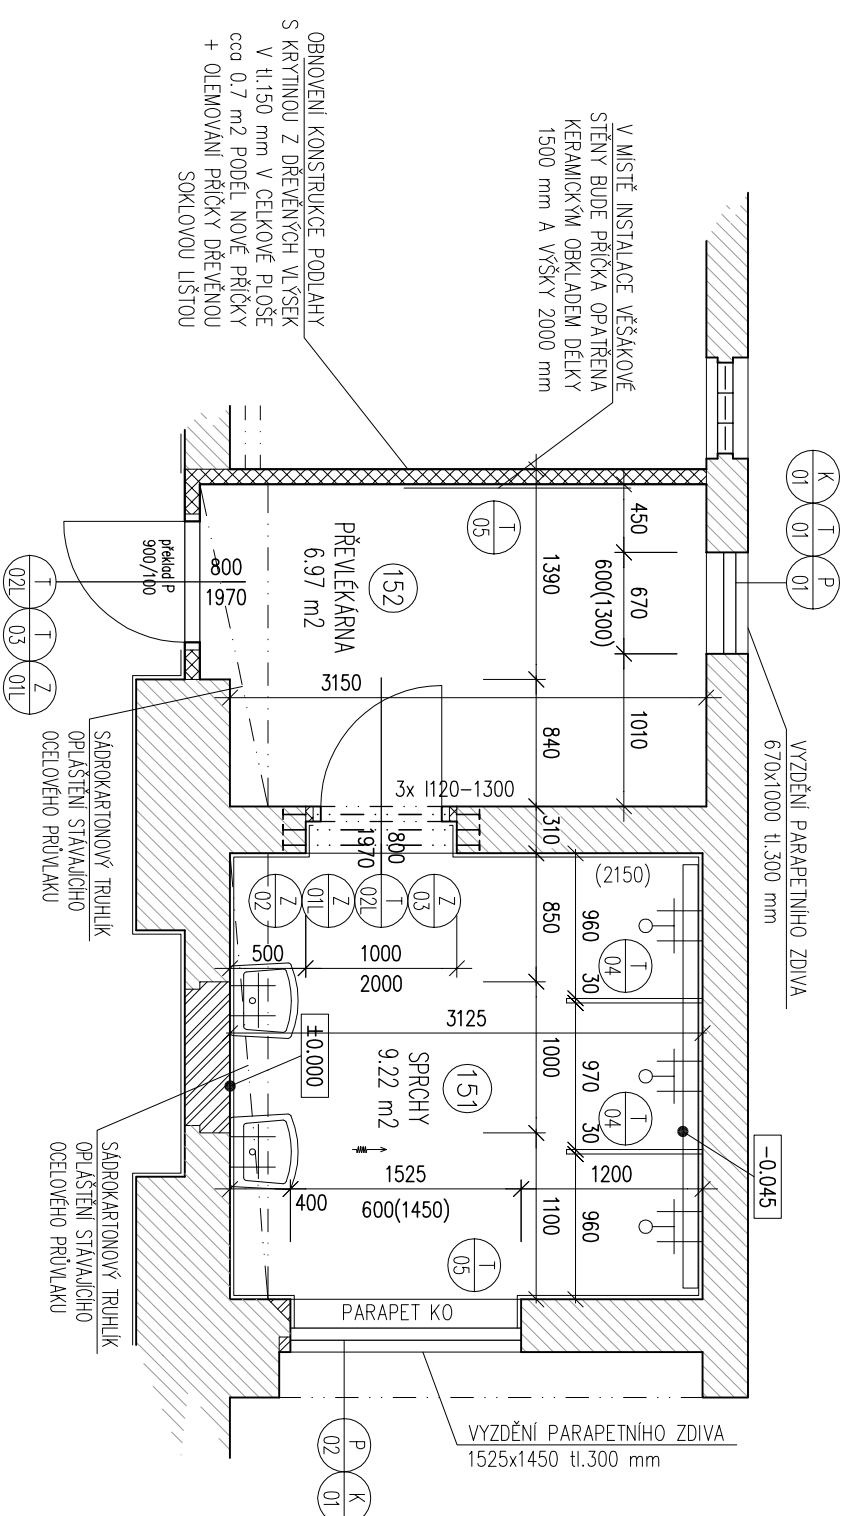 OBNOVENÍ KONSTRUKCE PODLAHY
S KRYTINOU Z DŘEVĚNÝCH VLÝSEK
V tl.150 mm V CELKOVÉ PLOŠE
cca 0.7 m2 PODÉL NOVÉ PŘÍČKY
+ OLEMOVÁNÍ PŘÍČKY DŘEVĚNOU
SOKLOVOU LIŠTOU
V MÍSTĚ INSTALACE VĚŠÁKOVÉ
STĚNY BUDE PŘÍČKA OPATŘENA
KERAMICKÝM OBKLADEM DÉLKY
1500 mm A VÝŠKY 2000 mm
K
01
T
01
P
01
VYZDĚNÍ PARAPETNÍHO ZDIVA
670x1000 tl.300 mm
450
670
600(1300)
1010
1390
840
310
T
05
152
PŘEVLÉKÁRNA
6.97 m2
800
1970
překlad P
900/100
T
02L
T
03
Z
01L
3150
3x I120-1300
SÁDROKARTONOVÝ TRUHLÍK
OPLÁŠTĚNÍ STÁVAJÍCÍHO
OCELOVÉHO PRŮVLAKU
800
1970
Z
03
T
02L
Z
01L
Z
02
(2150)
960
30
970
30
960
T
04
T
04
850
1000
1100
500
1000
2000
3125
151
SPRCHY
9.22 m2
±0.000
-0.045
1200
1525
600(1450)
400
T
05
PARAPET KO
SÁDROKARTONOVÝ TRUHLÍK
OPLÁŠTĚNÍ STÁVAJÍCÍHO
OCELOVÉHO PRŮVLAKU
VYZDĚNÍ PARAPETNÍHO ZDIVA
1525x1450 tl.300 mm
P
02
K
01